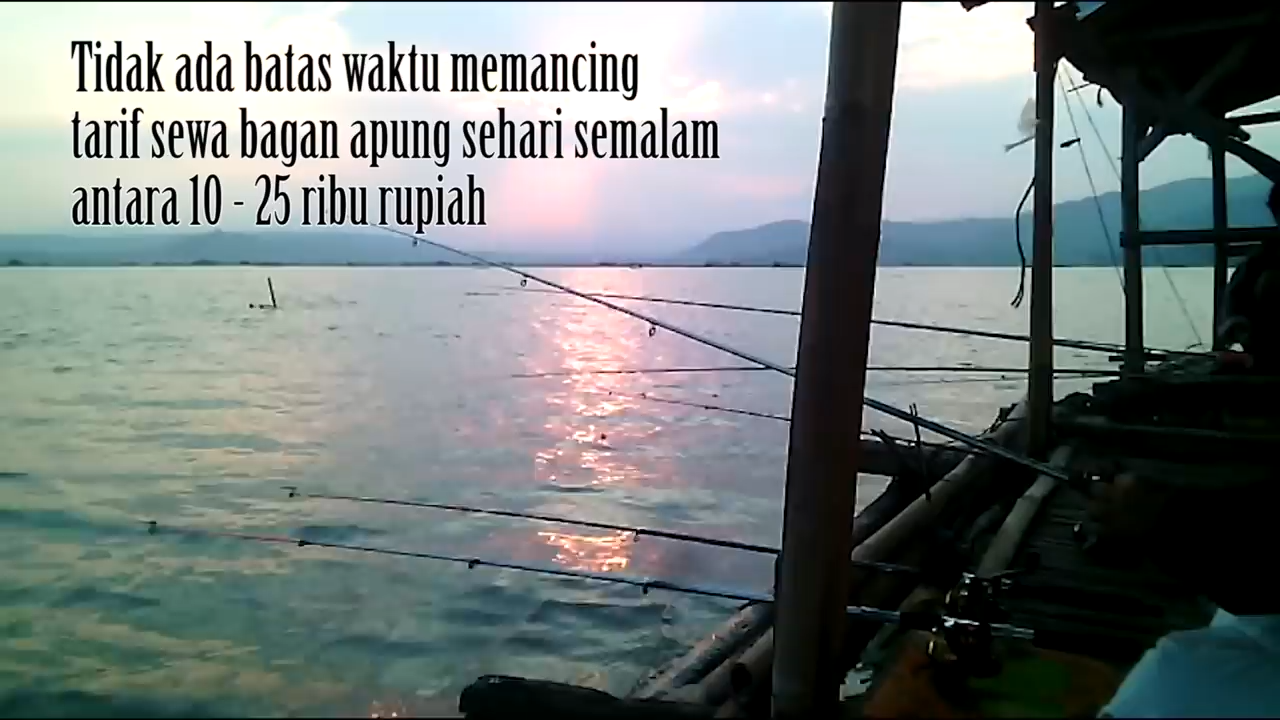 Tidak ada batas waktu memancing
tarif sewa bagan apung sehari semalam
antara 10 - 25 ribu rupiah